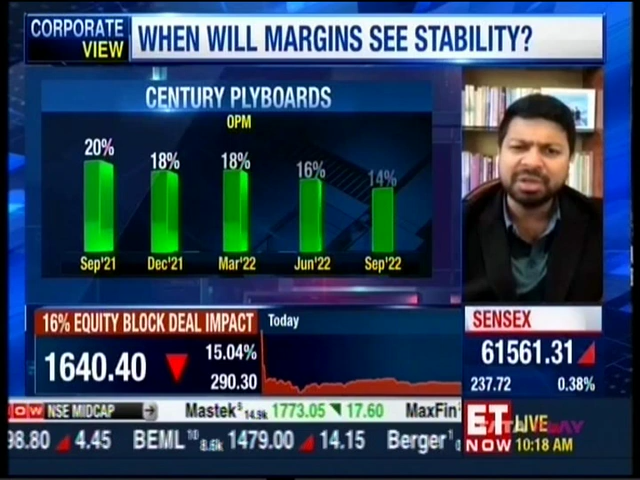 CORPORATE VIEW
WHEN WILL MARGINS SEE STABILITY?
CENTURY PLYBOARDS
OPM
20% 18% 18% 16% 14%
Sep'21 Dec'21 Mar'22 Jun'22 Sep'22
16% EQUITY BLOCK DEAL IMPACT
Today
1640.40
15.04%
290.30
SENSEX
61561.31
237.72 0.38%
NSE MIDCAP
Mastek 14.9k 1773.05 17.60 MaxFin
98.80 4.45 BEML 1479.00 14.15 Berger
ET NOW
LIVE
10:18 AM